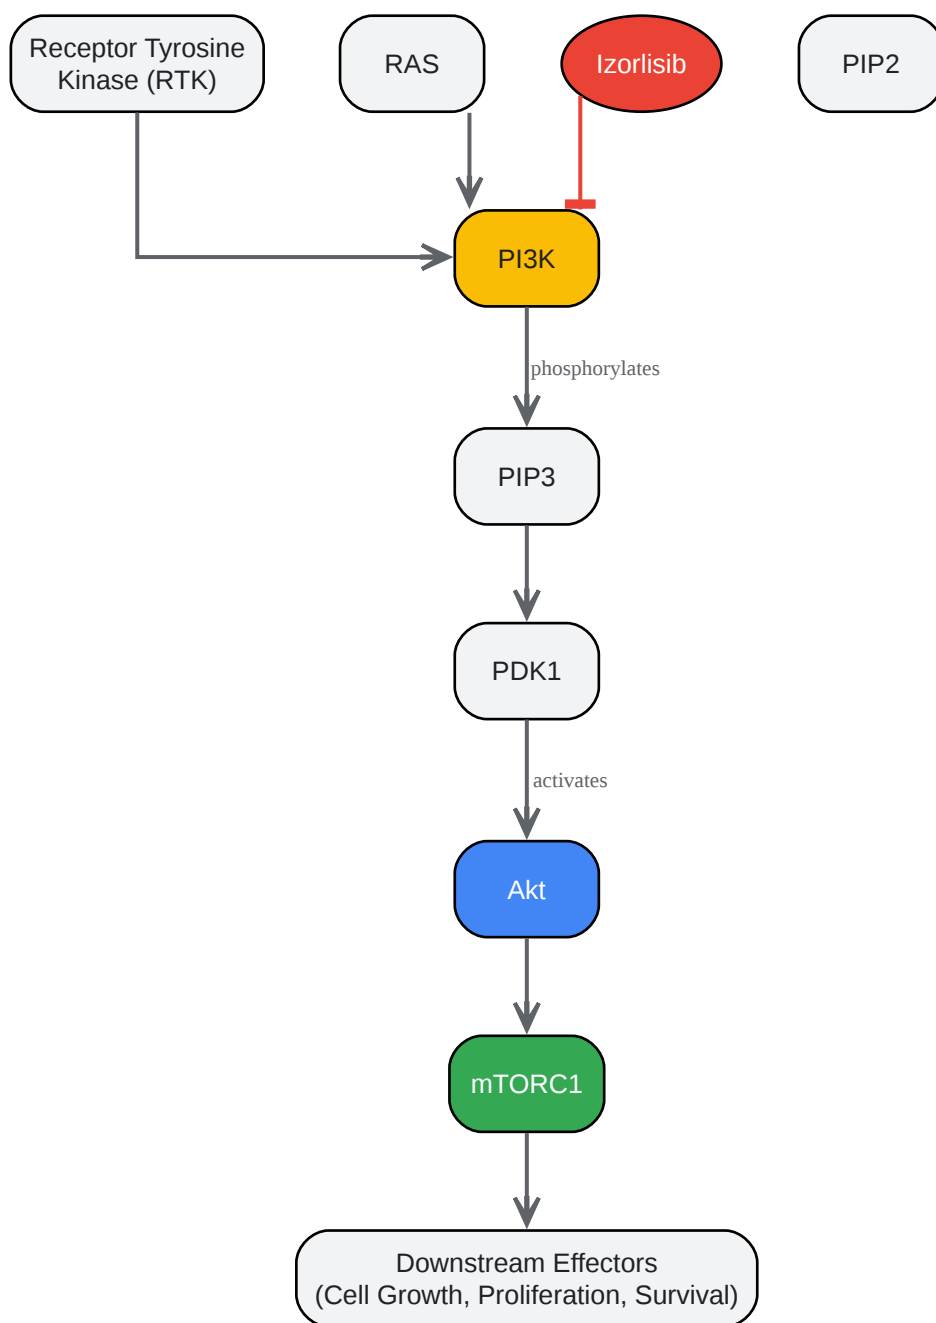 Receptor Tyrosine
Kinase (RTK)
RAS
Izorlisib
PIP2
PI3K
phosphorylates
PIP3
PDK1
activates
Akt
mTORC1
Downstream Effectors
(Cell Growth, Proliferation, Survival)